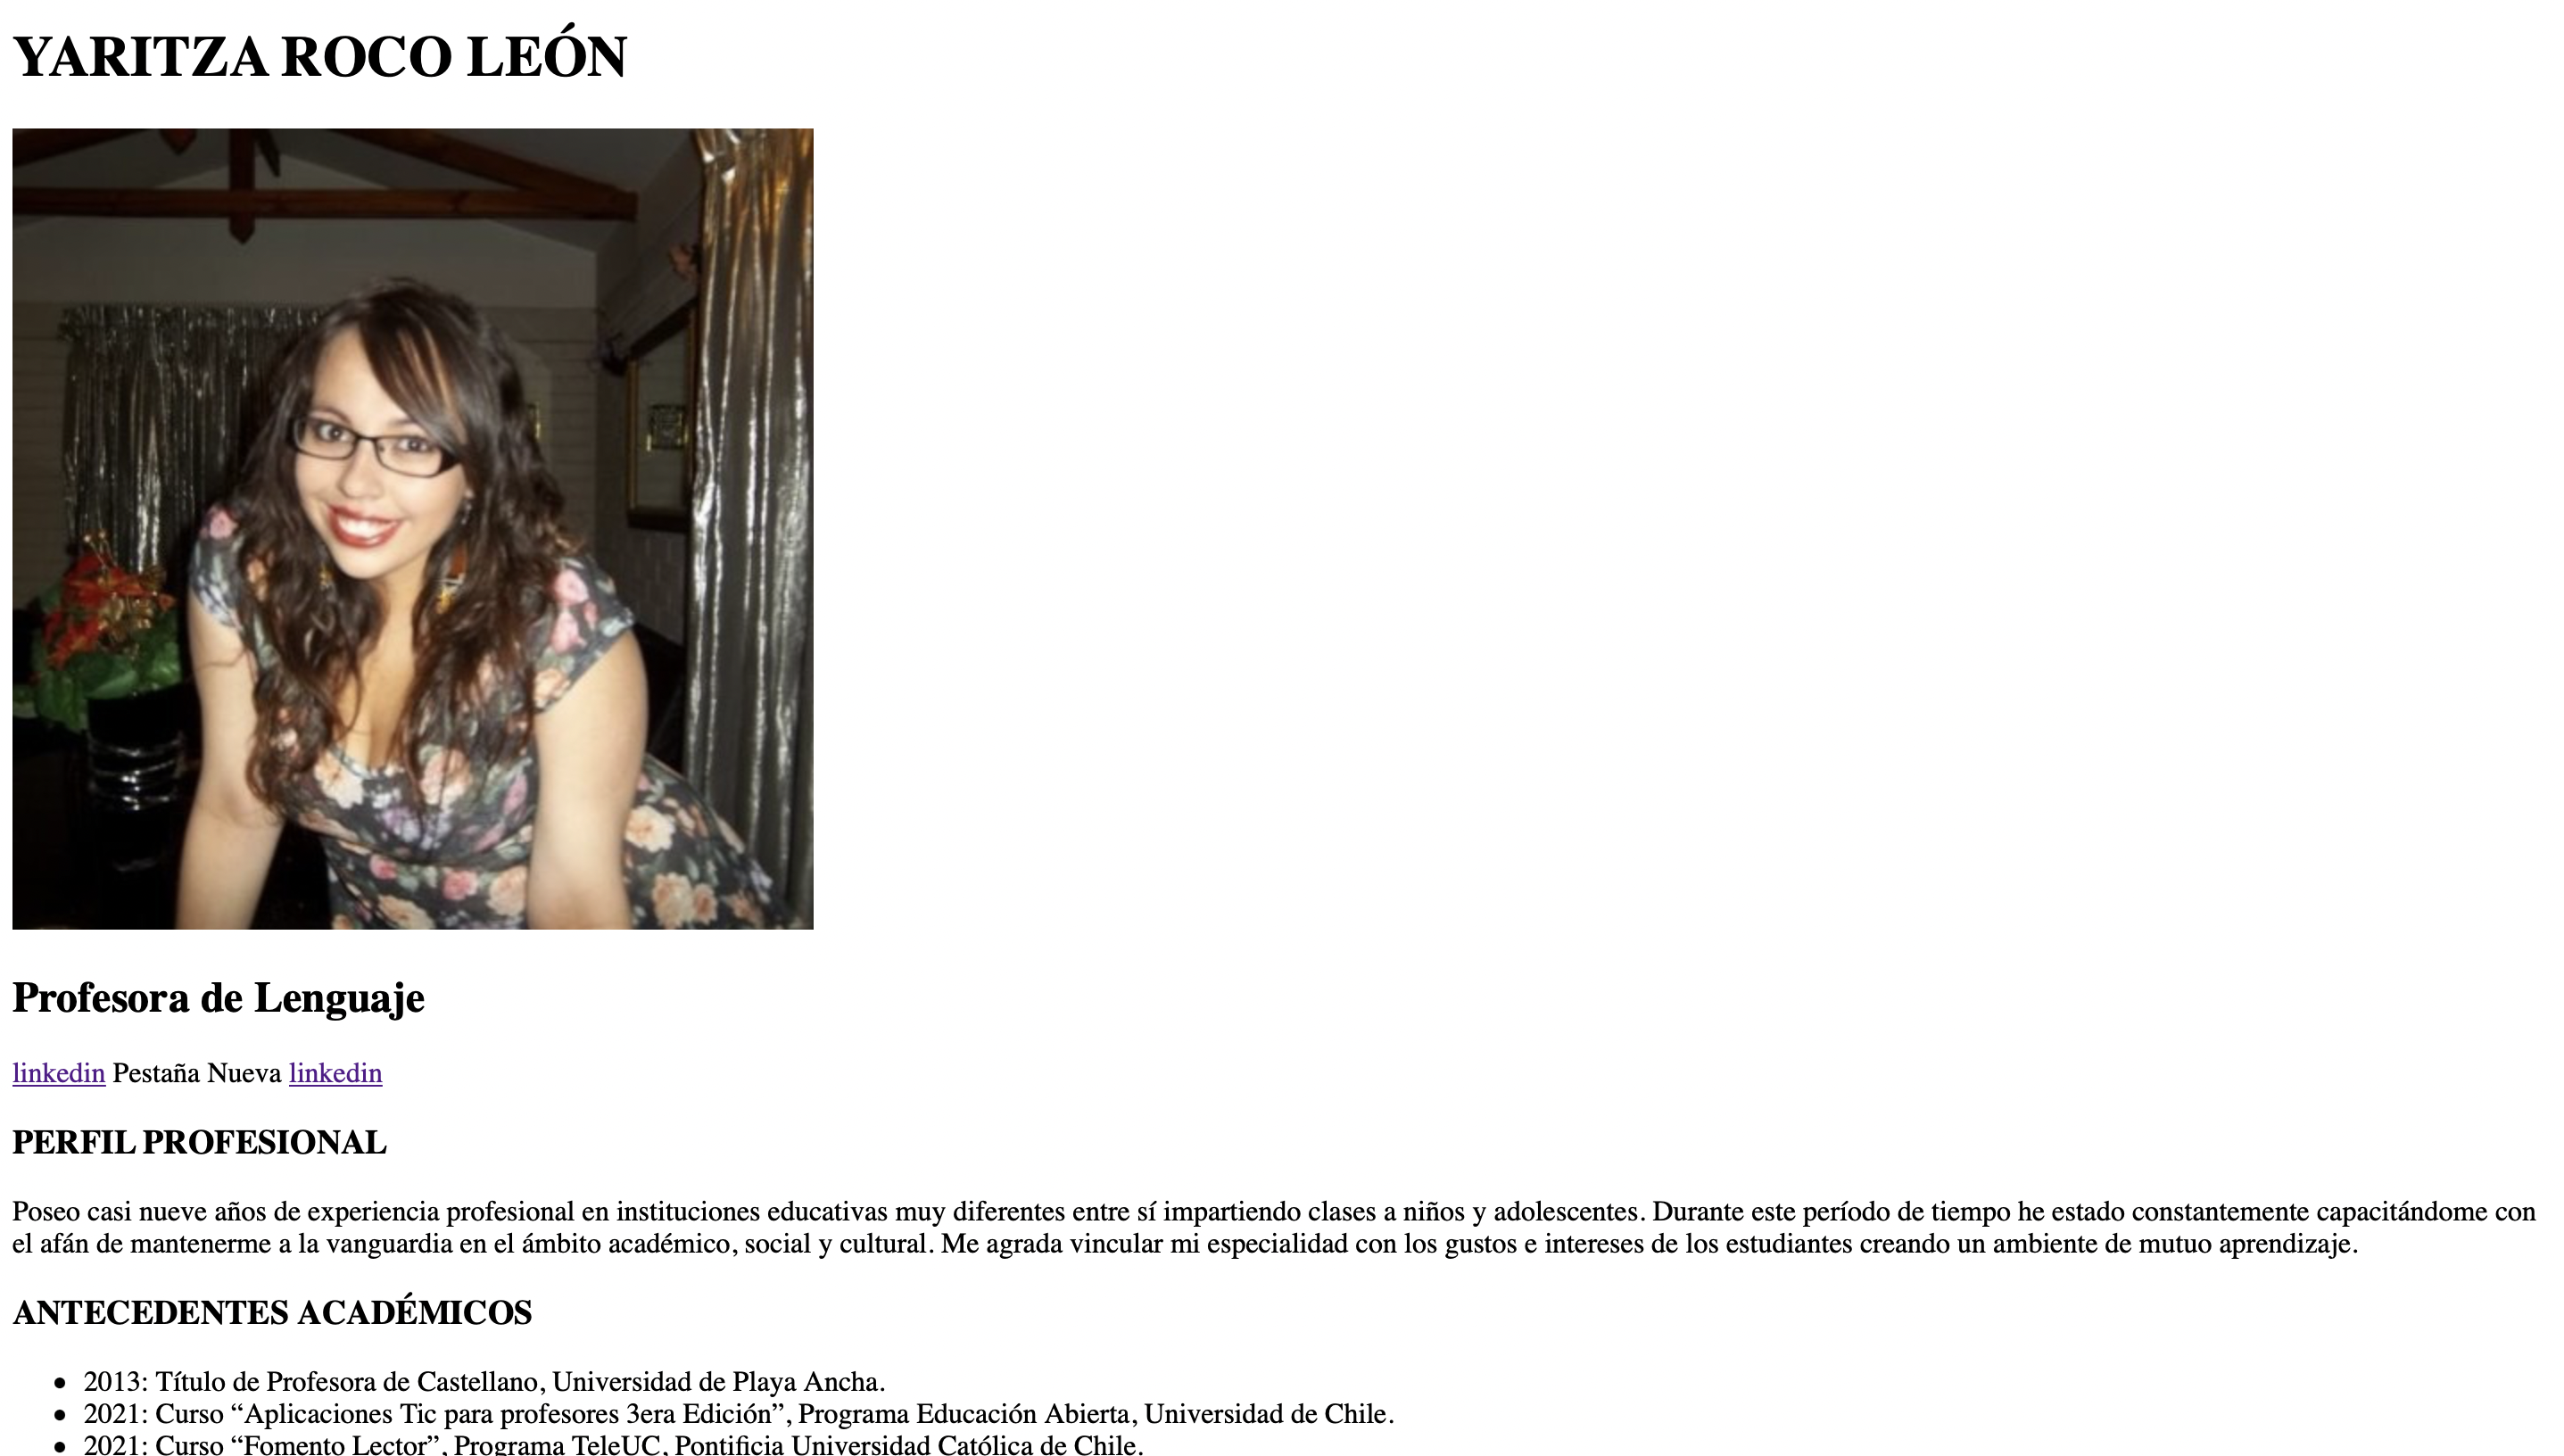 YARITZA ROCO LEÓN
Profesora de Lenguaje
linkedin Pestaña Nueva linkedin
PERFIL PROFESIONAL
Poseo casi nueve años de experiencia profesional en instituciones educativas muy diferentes entre sí impartiendo clases a niños y adolescentes. Durante este período de tiempo he estado constantemente capacitándome con
el afán de mantenerme a la vanguardia en el ámbito académico, social y cultural. Me agrada vincular mi especialidad con los gustos e intereses de los estudiantes creando un ambiente de mutuo aprendizaje.
ANTECEDENTES ACADÉMICOS
• 2013: Título de Profesora de Castellano, Universidad de Playa Ancha.
• 2021: Curso “Aplicaciones Tic para profesores 3era Edición”, Programa Educación Abierta, Universidad de Chile.
• 2021: Curso “Fomento Lector”, Programa TeleUC, Pontificia Universidad Católica de Chile.